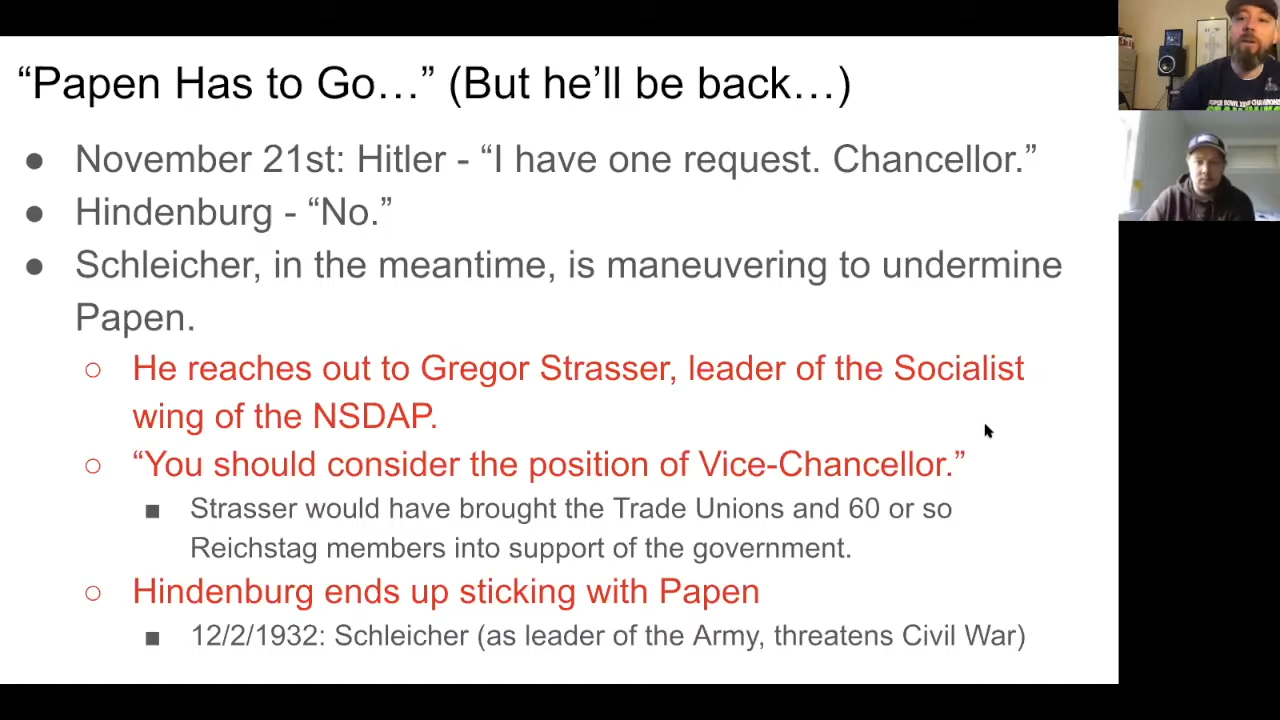 “Papen Has to Go…” (But he’ll be back…)
● November 21st: Hitler - “I have one request. Chancellor.”
● Hindenburg - “No.”
● Schleicher, in the meantime, is maneuvering to undermine
Papen.
○ He reaches out to Gregor Strasser, leader of the Socialist
wing of the NSDAP.
○ “You should consider the position of Vice-Chancellor.”
■ Strasser would have brought the Trade Unions and 60 or so
Reichstag members into support of the government.
○ Hindenburg ends up sticking with Papen
■ 12/2/1932: Schleicher (as leader of the Army, threatens Civil War)